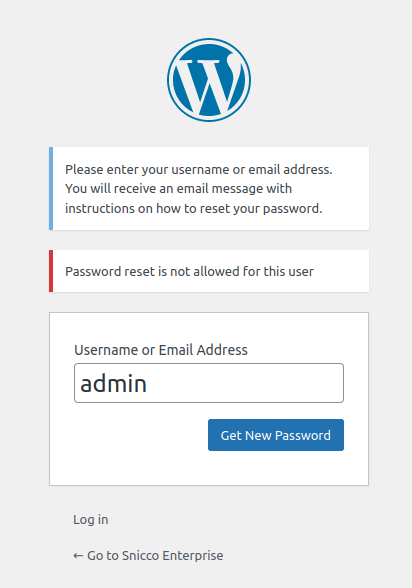 Please enter your username or email address.
You will receive an email message with
instructions on how to reset your password.
Password reset is not allowed for this user
Username or Email Address
admin
Get New Password
Log in
← Go to Snicco Enterprise